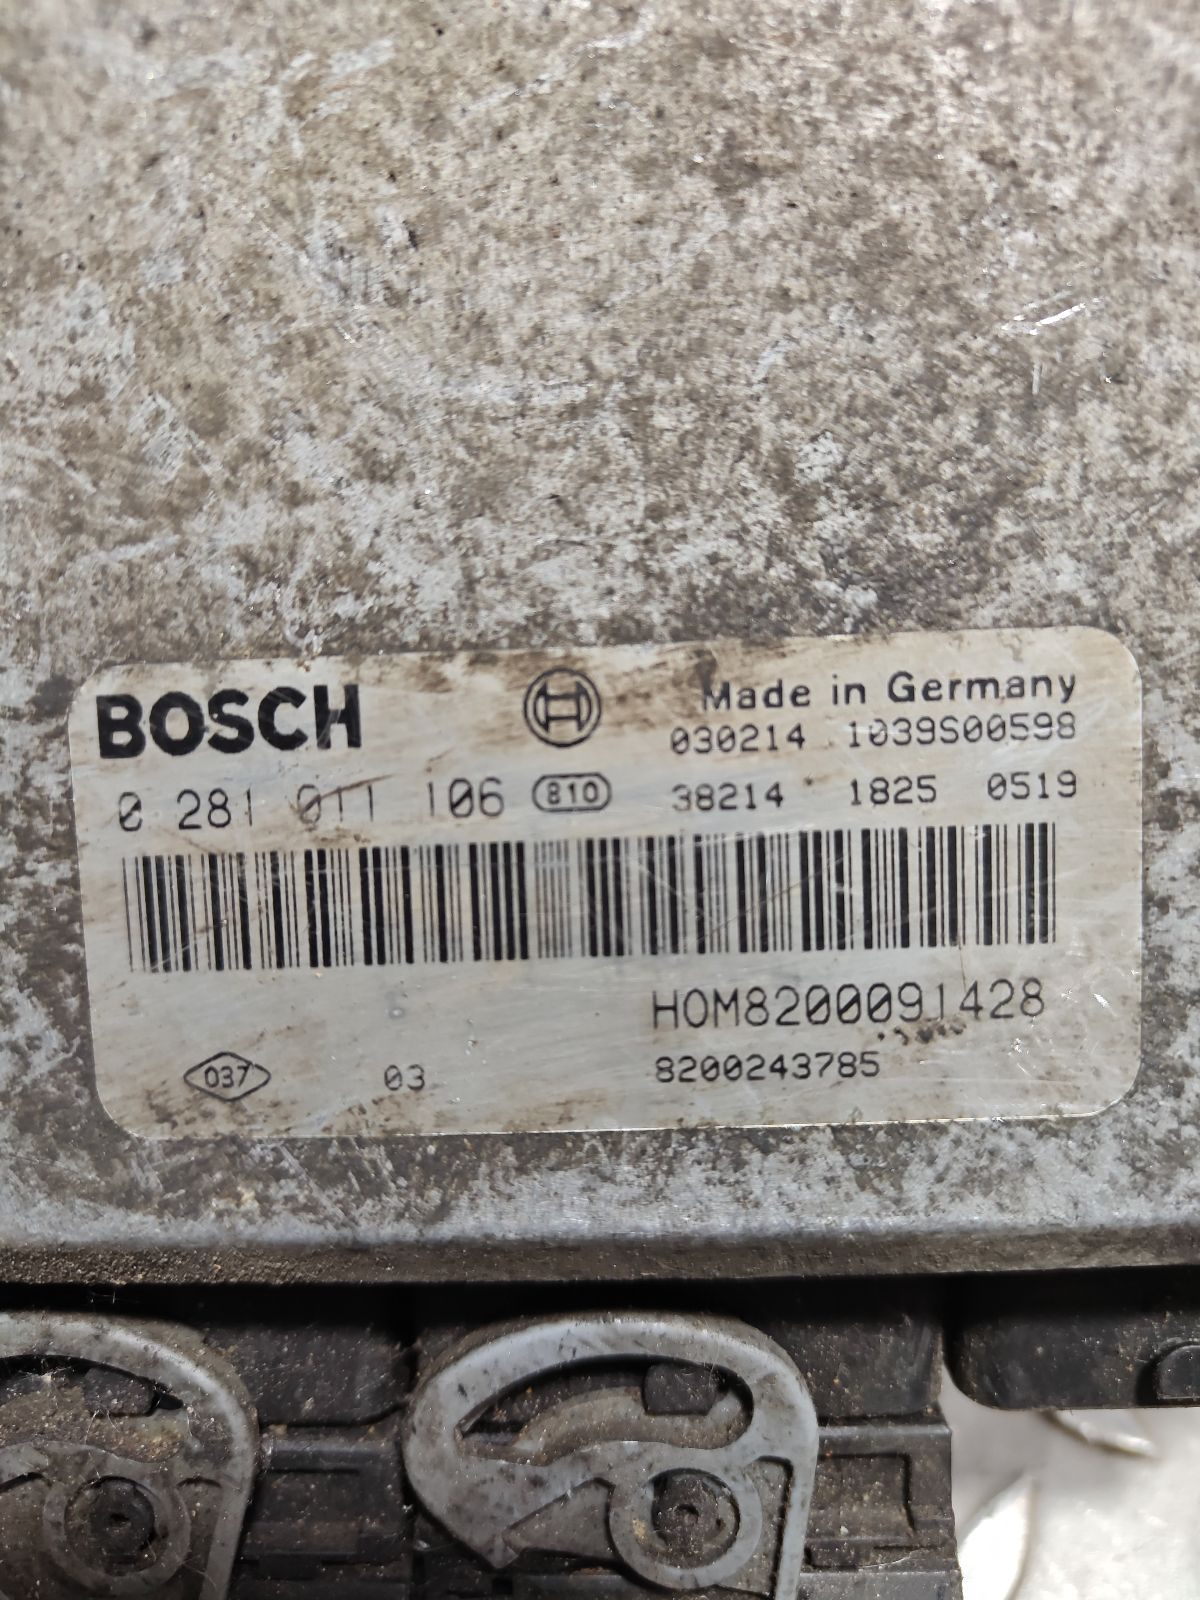 BOSCH
Made in Germany
030214 1039S00598
0 281 011 106 810 38214 1825 0519
HOM8200091428
037 03 8200243785